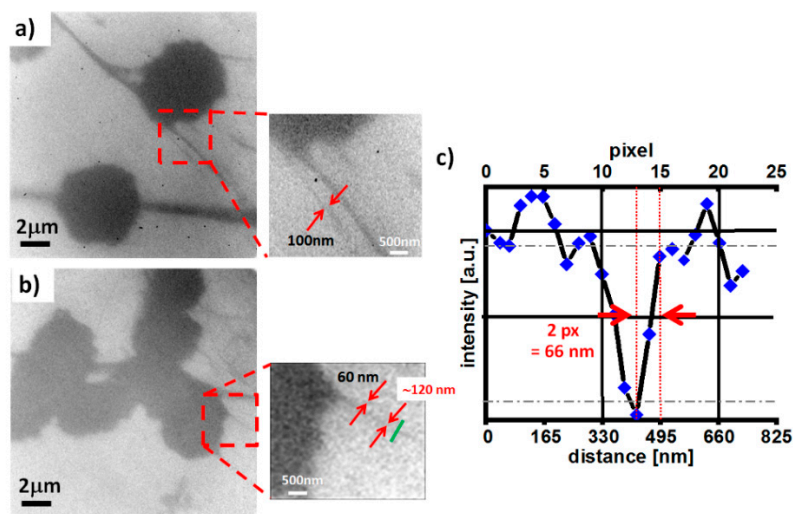 a)
2μm
100nm
500nm
b)
2μm
60 nm
~120 nm
500nm
c)
pixel
0 5 10 15 20 25
intensity [a.u.]
2 px
= 66 nm
0 165 330 495 660 825
distance [nm]